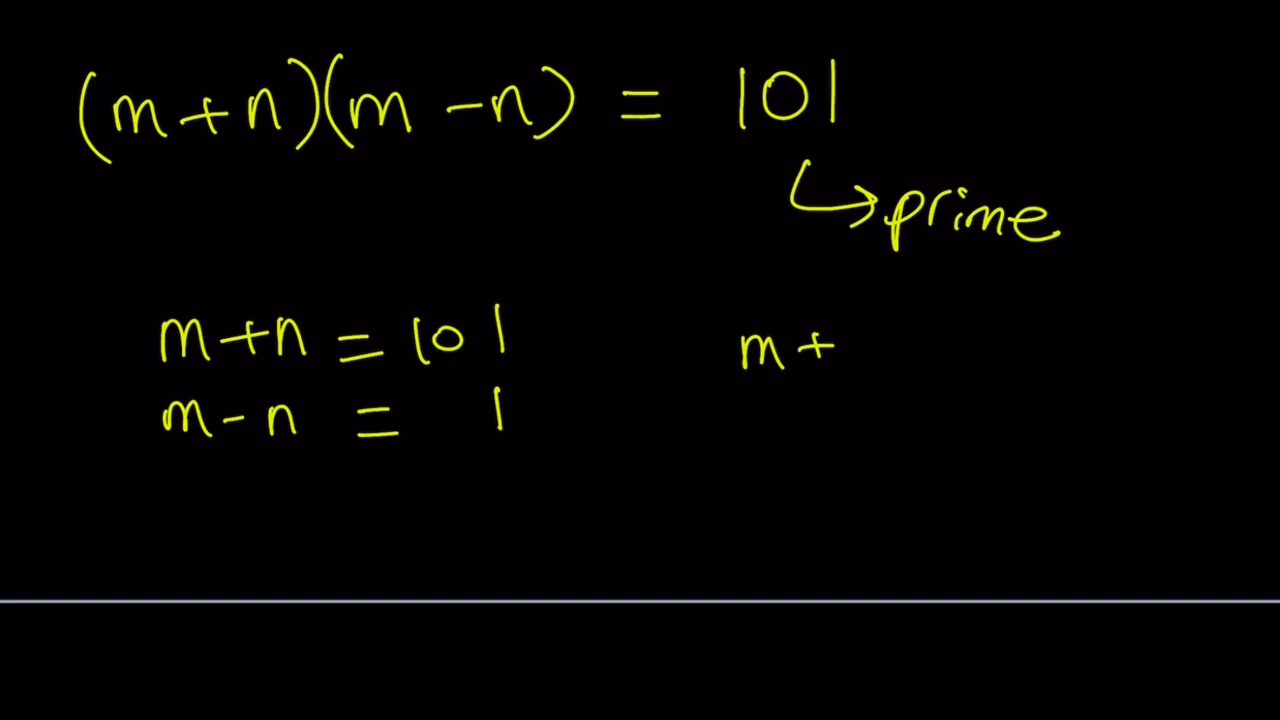 (m+n)(m-n) = 101
↳prime
m+n = 101
m-n = 1
m+